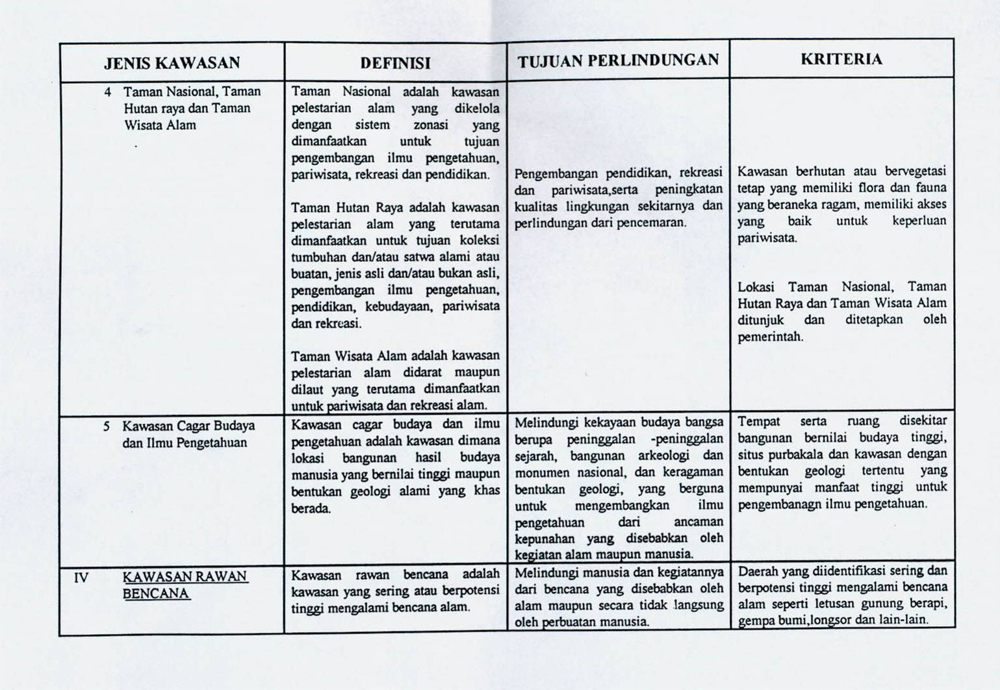 JENIS KAWASAN
DEFINISI
TUJUAN PERLINDUNGAN
KRITERIA
4 Taman Nasional, Taman
Hutan raya dan Taman
Wisata Alam
Taman Nasional adalah kawasan
pelestarian alam yang dikelola
dengan sistem zonasi yang
dimanfaatkan untuk tujuan
pengembangan ilmu pengetahuan,
pariwisata, rekreasi dan pendidikan.
Taman Hutan Raya adalah kawasan
pelestarian alam yang terutama
dimanfaatkan untuk tujuan koleksi
tumbuhan dan/atau satwa alami atau
buatan, jenis asli dan/atau bukan asli,
pengembangan ilmu pengetahuan,
pendidikan, kebudayaan, pariwisata
dan rekreasi.
Taman Wisata Alam adalah kawasan
pelestarian alam didarat maupun
dilaut yang terutama dimanfaatkan
untuk pariwisata dan rekreasi alam.
Pengembangan pendidikan, rekreasi
dan pariwisata,serta peningkatan
kualitas lingkungan sekitarnya dan
perlindungan dari pencemaran.
Kawasan berhutan atau bervegetasi
tetap yang memiliki flora dan fauna
yang beraneka ragam, memiliki akses
yang baik untuk keperluan
pariwisata.
Lokasi Taman Nasional, Taman
Hutan Raya dan Taman Wisata Alam
ditunjuk dan ditetapkan oleh
pemerintah.
5 Kawasan Cagar Budaya
dan Ilmu Pengetahuan
Kawasan cagar budaya dan ilmu
pengetahuan adalah kawasan dimana
lokasi bangunan hasil budaya
manusia yang bernilai tinggi maupun
bentukan geologi alami yang khas
berada.
Melindungi kekayaan budaya bangsa
berupa peninggalan -peninggalan
sejarah, bangunan arkeologi dan
monumen nasional, dan keragaman
bentukan geologi, yang berguna
untuk mengembangkan ilmu
pengetahuan dari ancaman
kepunahan yang disebabkan oleh
kegiatan alam maupun manusia.
Tempat serta ruang disekitar
bangunan bernilai budaya tinggi,
situs purbakala dan kawasan dengan
bentukan geologi tertentu yang
mempunyai manfaat tinggi untuk
pengembanagn ilmu pengetahuan.
IV KAWASAN RAWAN
BENCANA
Kawasan rawan bencana adalah
kawasan yang sering atau berpotensi
tinggi mengalami bencana alam.
Melindungi manusia dan kegiatannya
dari bencana yang disebabkan oleh
alam maupun secara tidak langsung
oleh perbuatan manusia.
Daerah yang diidentifikasi sering dan
berpotensi tinggi mengalami bencana
alam seperti letusan gunung berapi,
gempa bumi,longsor dan lain-lain.